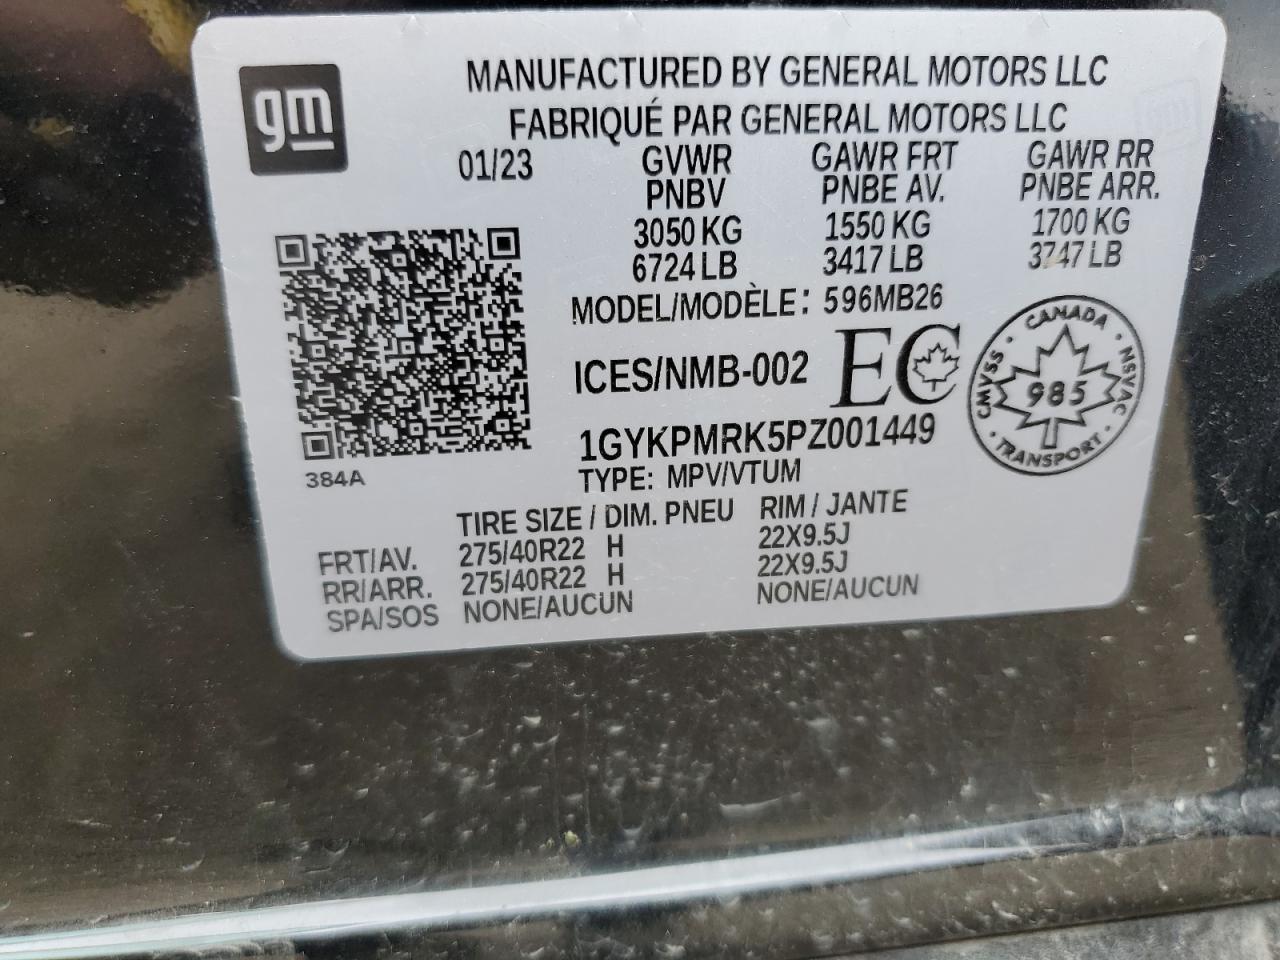 gm
MANUFACTURED BY GENERAL MOTORS LLC
FABRIQUÉ PAR GENERAL MOTORS LLC
01/23 GVWR GAWR FRT GAWR RR
PNBV PNBE AV. PNBE ARR.
3050 KG 1550 KG 1700 KG
6724 LB 3417 LB 3747 LB
MODEL/MODÈLE: 596MB26
ICES/NMB-002 EC
CANADA
CMVSS · NSVAC
985
TRANSPORT
1GYKPMRK5PZ001449
384A
TYPE: MPV/VTUM
TIRE SIZE / DIM. PNEU RIM / JANTE
FRT/AV. 275/40R22 H 22X9.5J
RR/ARR. 275/40R22 H 22X9.5J
SPA/SOS NONE/AUCUN NONE/AUCUN